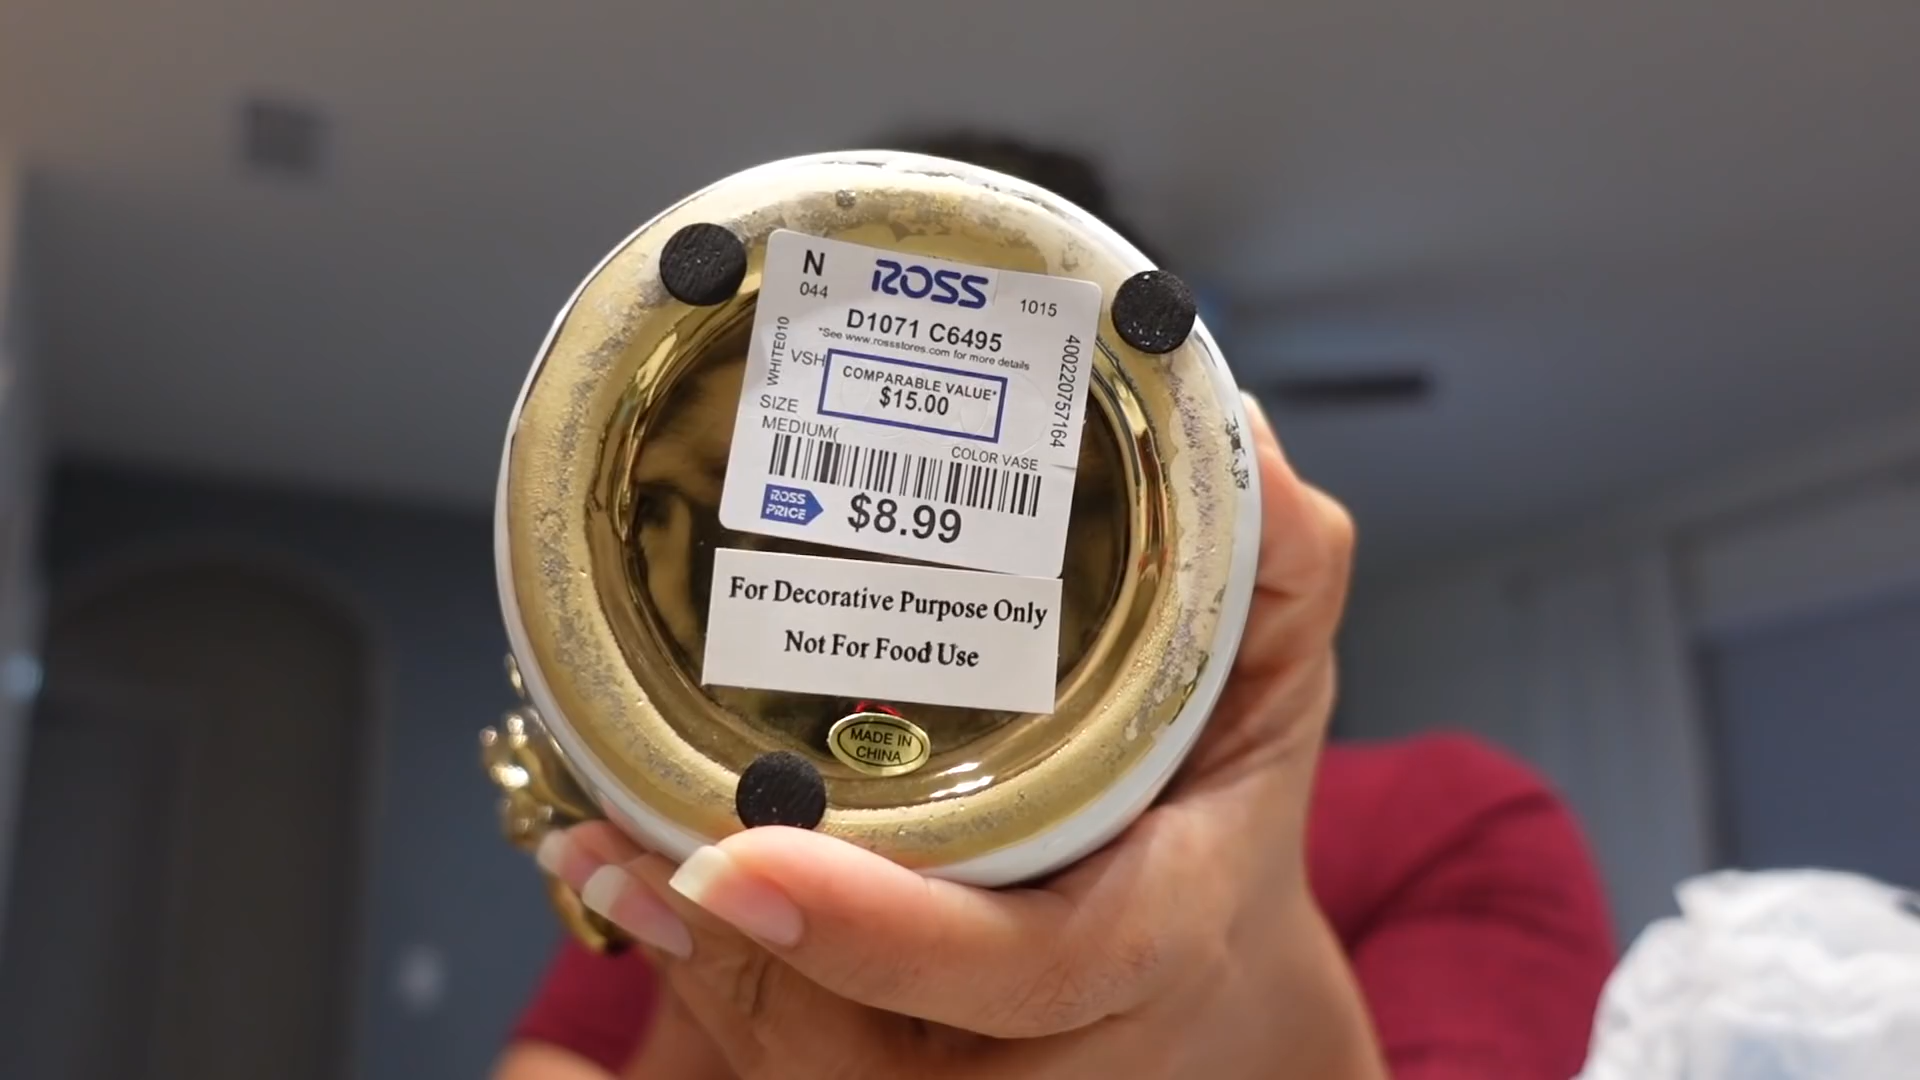 N
044
ROSS
1015
D1071 C6495
*See www.rossstores.com for more details
WHITE010
VSH
COMPARABLE VALUE*
$15.00
400220757164
SIZE
MEDIUM(
COLOR VASE
ROSS
PRICE
$8.99
For Decorative Purpose Only
Not For Food Use
MADE IN
CHINA